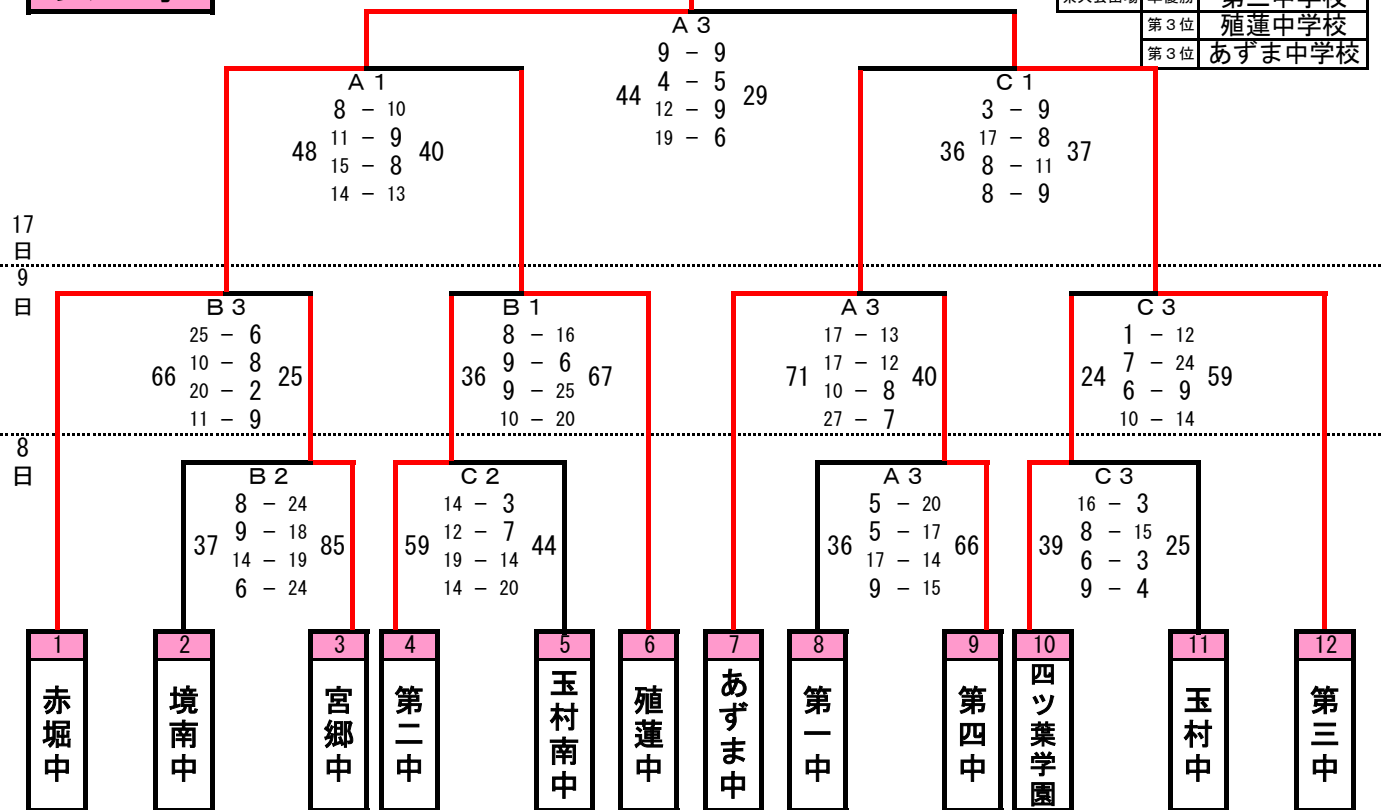 第三中学校
第３位 殖蓮中学校
第３位 あずま中学校
Ａ３
9 － 9
44 4 － 5 29
12 － 9
19 － 6
Ａ１
8 － 10
11 － 9
48 40
15 － 8
14 － 13
Ｃ１
3 － 9
17 － 8
36 37
8 － 11
8 － 9
17
日
9
日
Ｂ３
25 － 6
10 － 8
66 25
20 － 2
11 － 9
Ｂ１
8 － 16
9 － 6
36 67
9 － 25
10 － 20
Ａ３
17 － 13
17 － 12
71 40
10 － 8
27 － 7
Ｃ３
1 － 12
7 － 24
24 59
6 － 9
10 － 14
8
日
Ｂ２
8 － 24
9 － 18
37 85
14 － 19
6 － 24
Ｃ２
14 － 3
12 － 7
59 44
19 － 14
14 － 20
Ａ３
5 － 20
5 － 17
36 66
17 － 14
9 － 15
Ｃ３
16 － 3
8 － 15
39 25
6 － 3
9 － 4
1 2 3 4 5 6 7 8 9 10 11 12
赤堀中
境南中
宮郷中
第二中
玉村南中
殖蓮中
あずま中
第一中
第四中
四ツ葉学園
玉村中
第三中